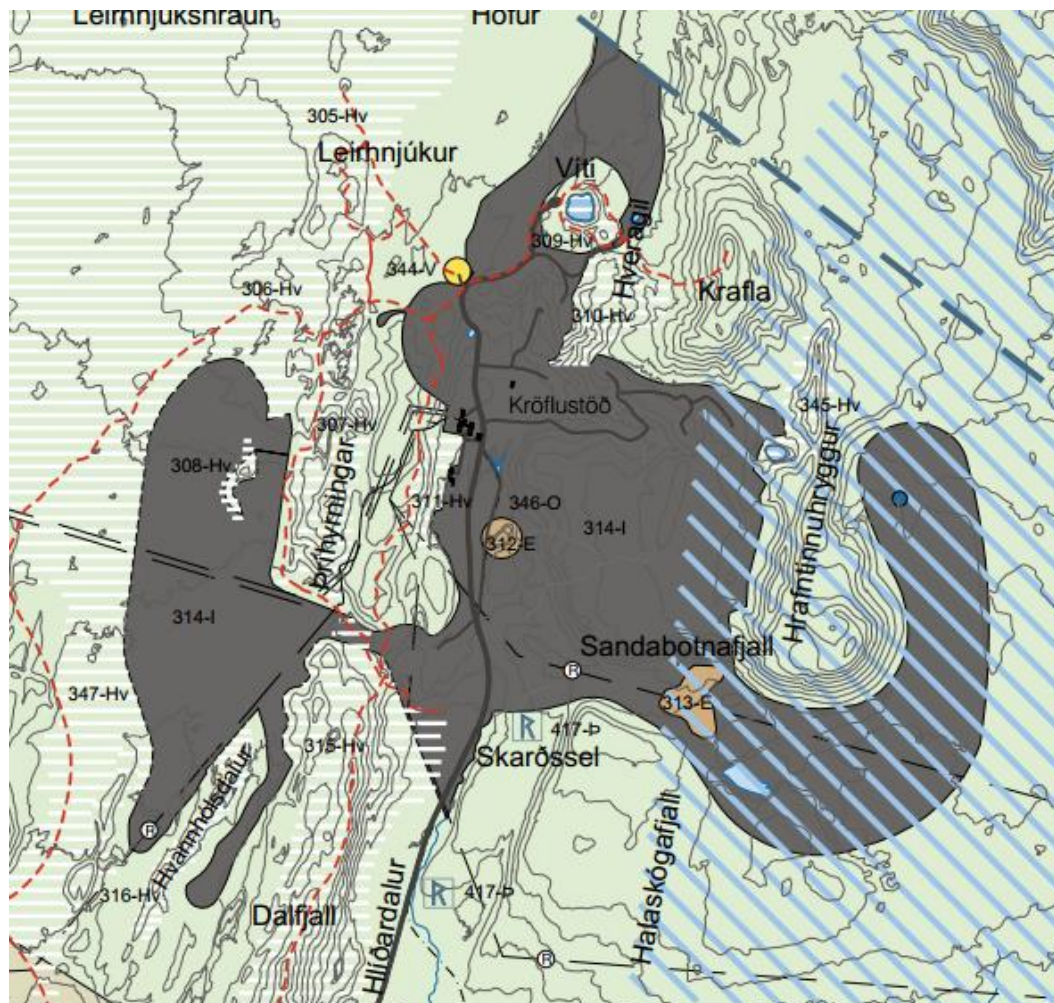 Leirhnjúkshraun
Höfur
305-Hv
Leirhnjúkur
Víti
309-Hv
Hveragil
344-V
306-Hv
Krafla
310-Hv
345-Hv
Kröflustöð
307-Hv
308-Hv
311-Hv
346-O
312-E
314-I
Þríhyrningar
Hrafntinnuhryggur
314-I
Sandabotnafjall
R
313-E
347-Hv
315-Hv
R
417-Þ
Skarðssel
Hvannhólsdalur
R
316-Hv
R
417-Þ
Dalfjall
Hlíðardalur
Halaskógafjall
R